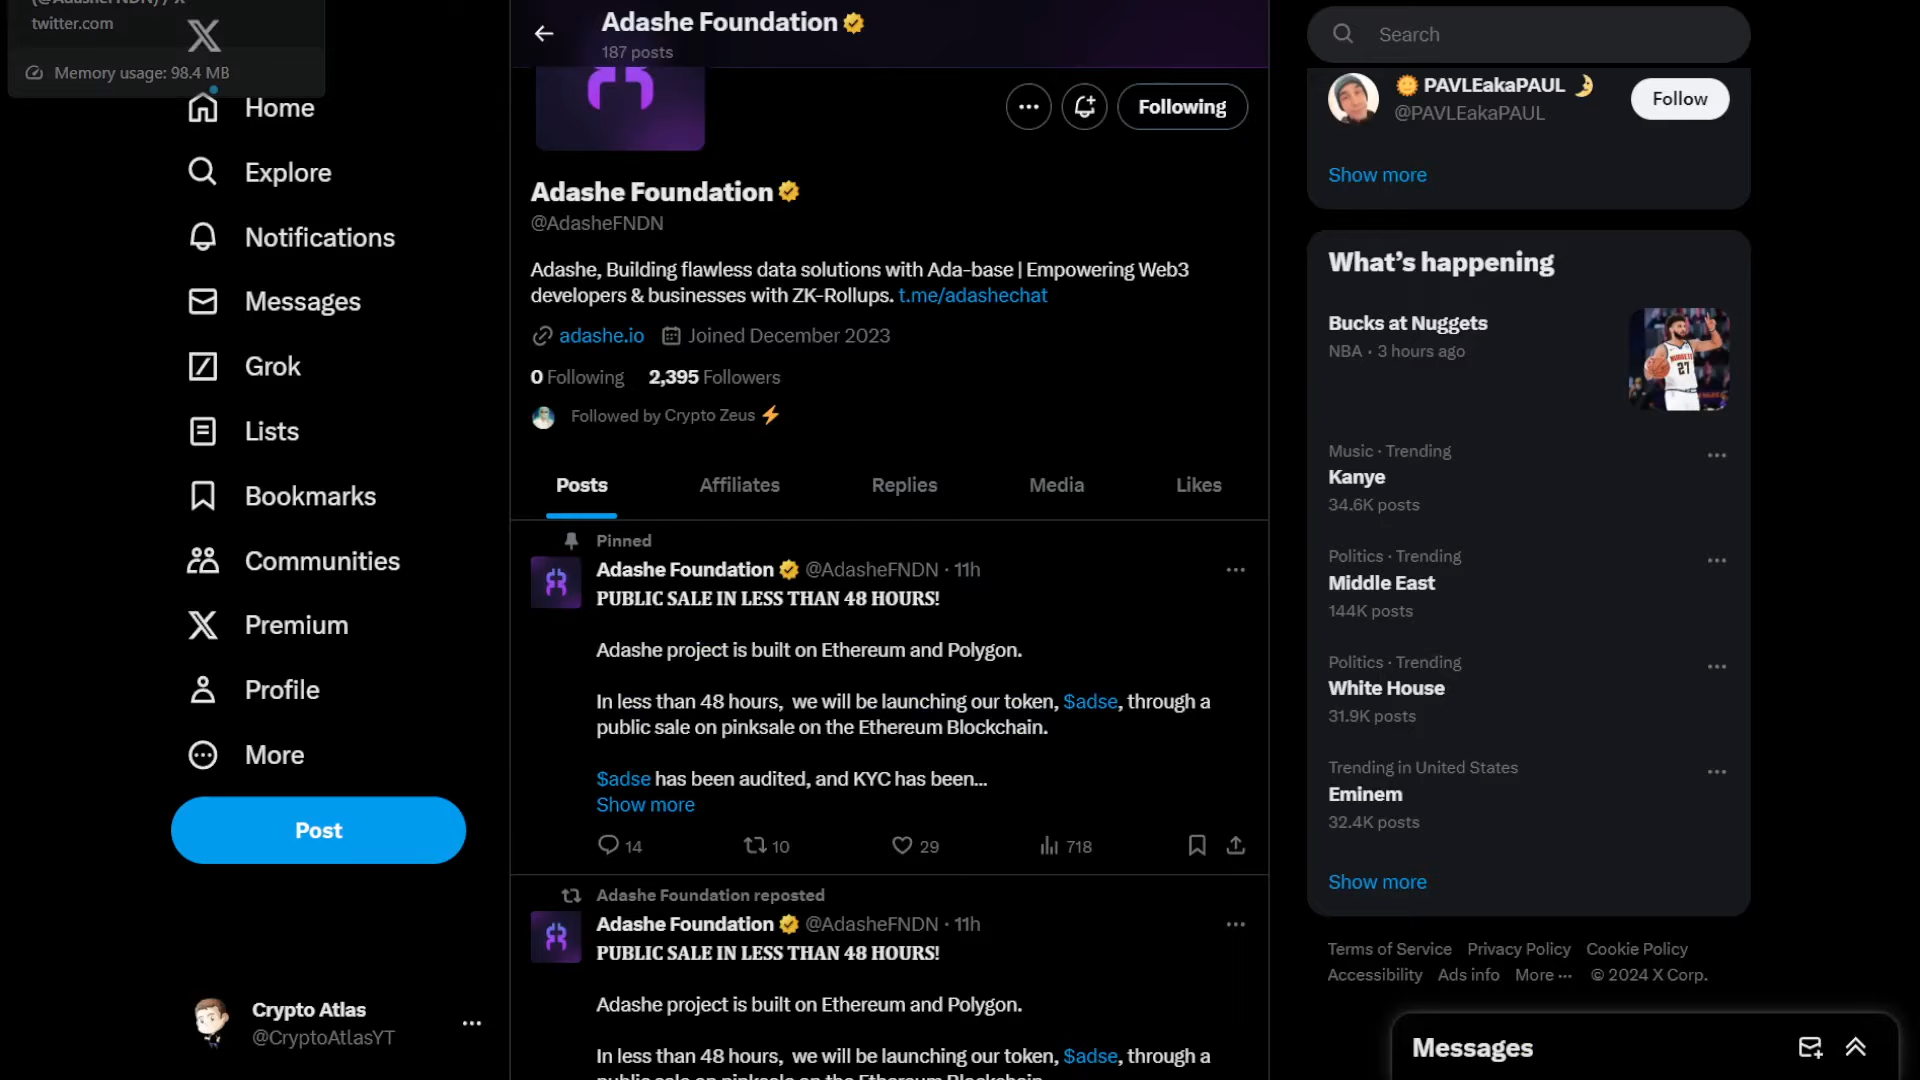 twitter.com
Memory usage: 98.4 MB
Home
Explore
Notifications
Messages
Grok
Lists
Bookmarks
Communities
Premium
Profile
More
Post
Crypto Atlas
@CryptoAtlasYT
Adashe Foundation
187 posts
Following
Adashe Foundation
@AdasheFNDN
Adashe, Building flawless data solutions with Ada-base | Empowering Web3
developers & businesses with ZK-Rollups. t.me/adashechat
adashe.io Joined December 2023
0 Following 2,395 Followers
Followed by Crypto Zeus ⚡
Posts Affiliates Replies Media Likes
Pinned
Adashe Foundation @AdasheFNDN · 11h
PUBLIC SALE IN LESS THAN 48 HOURS!
Adashe project is built on Ethereum and Polygon.
In less than 48 hours, we will be launching our token, $adse, through a
public sale on pinksale on the Ethereum Blockchain.
$adse has been audited, and KYC has been...
Show more
14 10 29 718
Adashe Foundation reposted
Adashe Foundation @AdasheFNDN · 11h
PUBLIC SALE IN LESS THAN 48 HOURS!
Adashe project is built on Ethereum and Polygon.
In less than 48 hours, we will be launching our token, $adse, through a
public sale on pinksale on the Ethereum Blockchain
Search
🌞 PAVLEakaPAUL 🌛
@PAVLEakaPAUL
Follow
Show more
What's happening
Bucks at Nuggets
NBA · 3 hours ago
Music · Trending
Kanye
34.6K posts
Politics · Trending
Middle East
144K posts
Politics · Trending
White House
31.9K posts
Trending in United States
Eminem
32.4K posts
Show more
Terms of Service Privacy Policy Cookie Policy
Accessibility Ads info More ··· © 2024 X Corp.
Messages